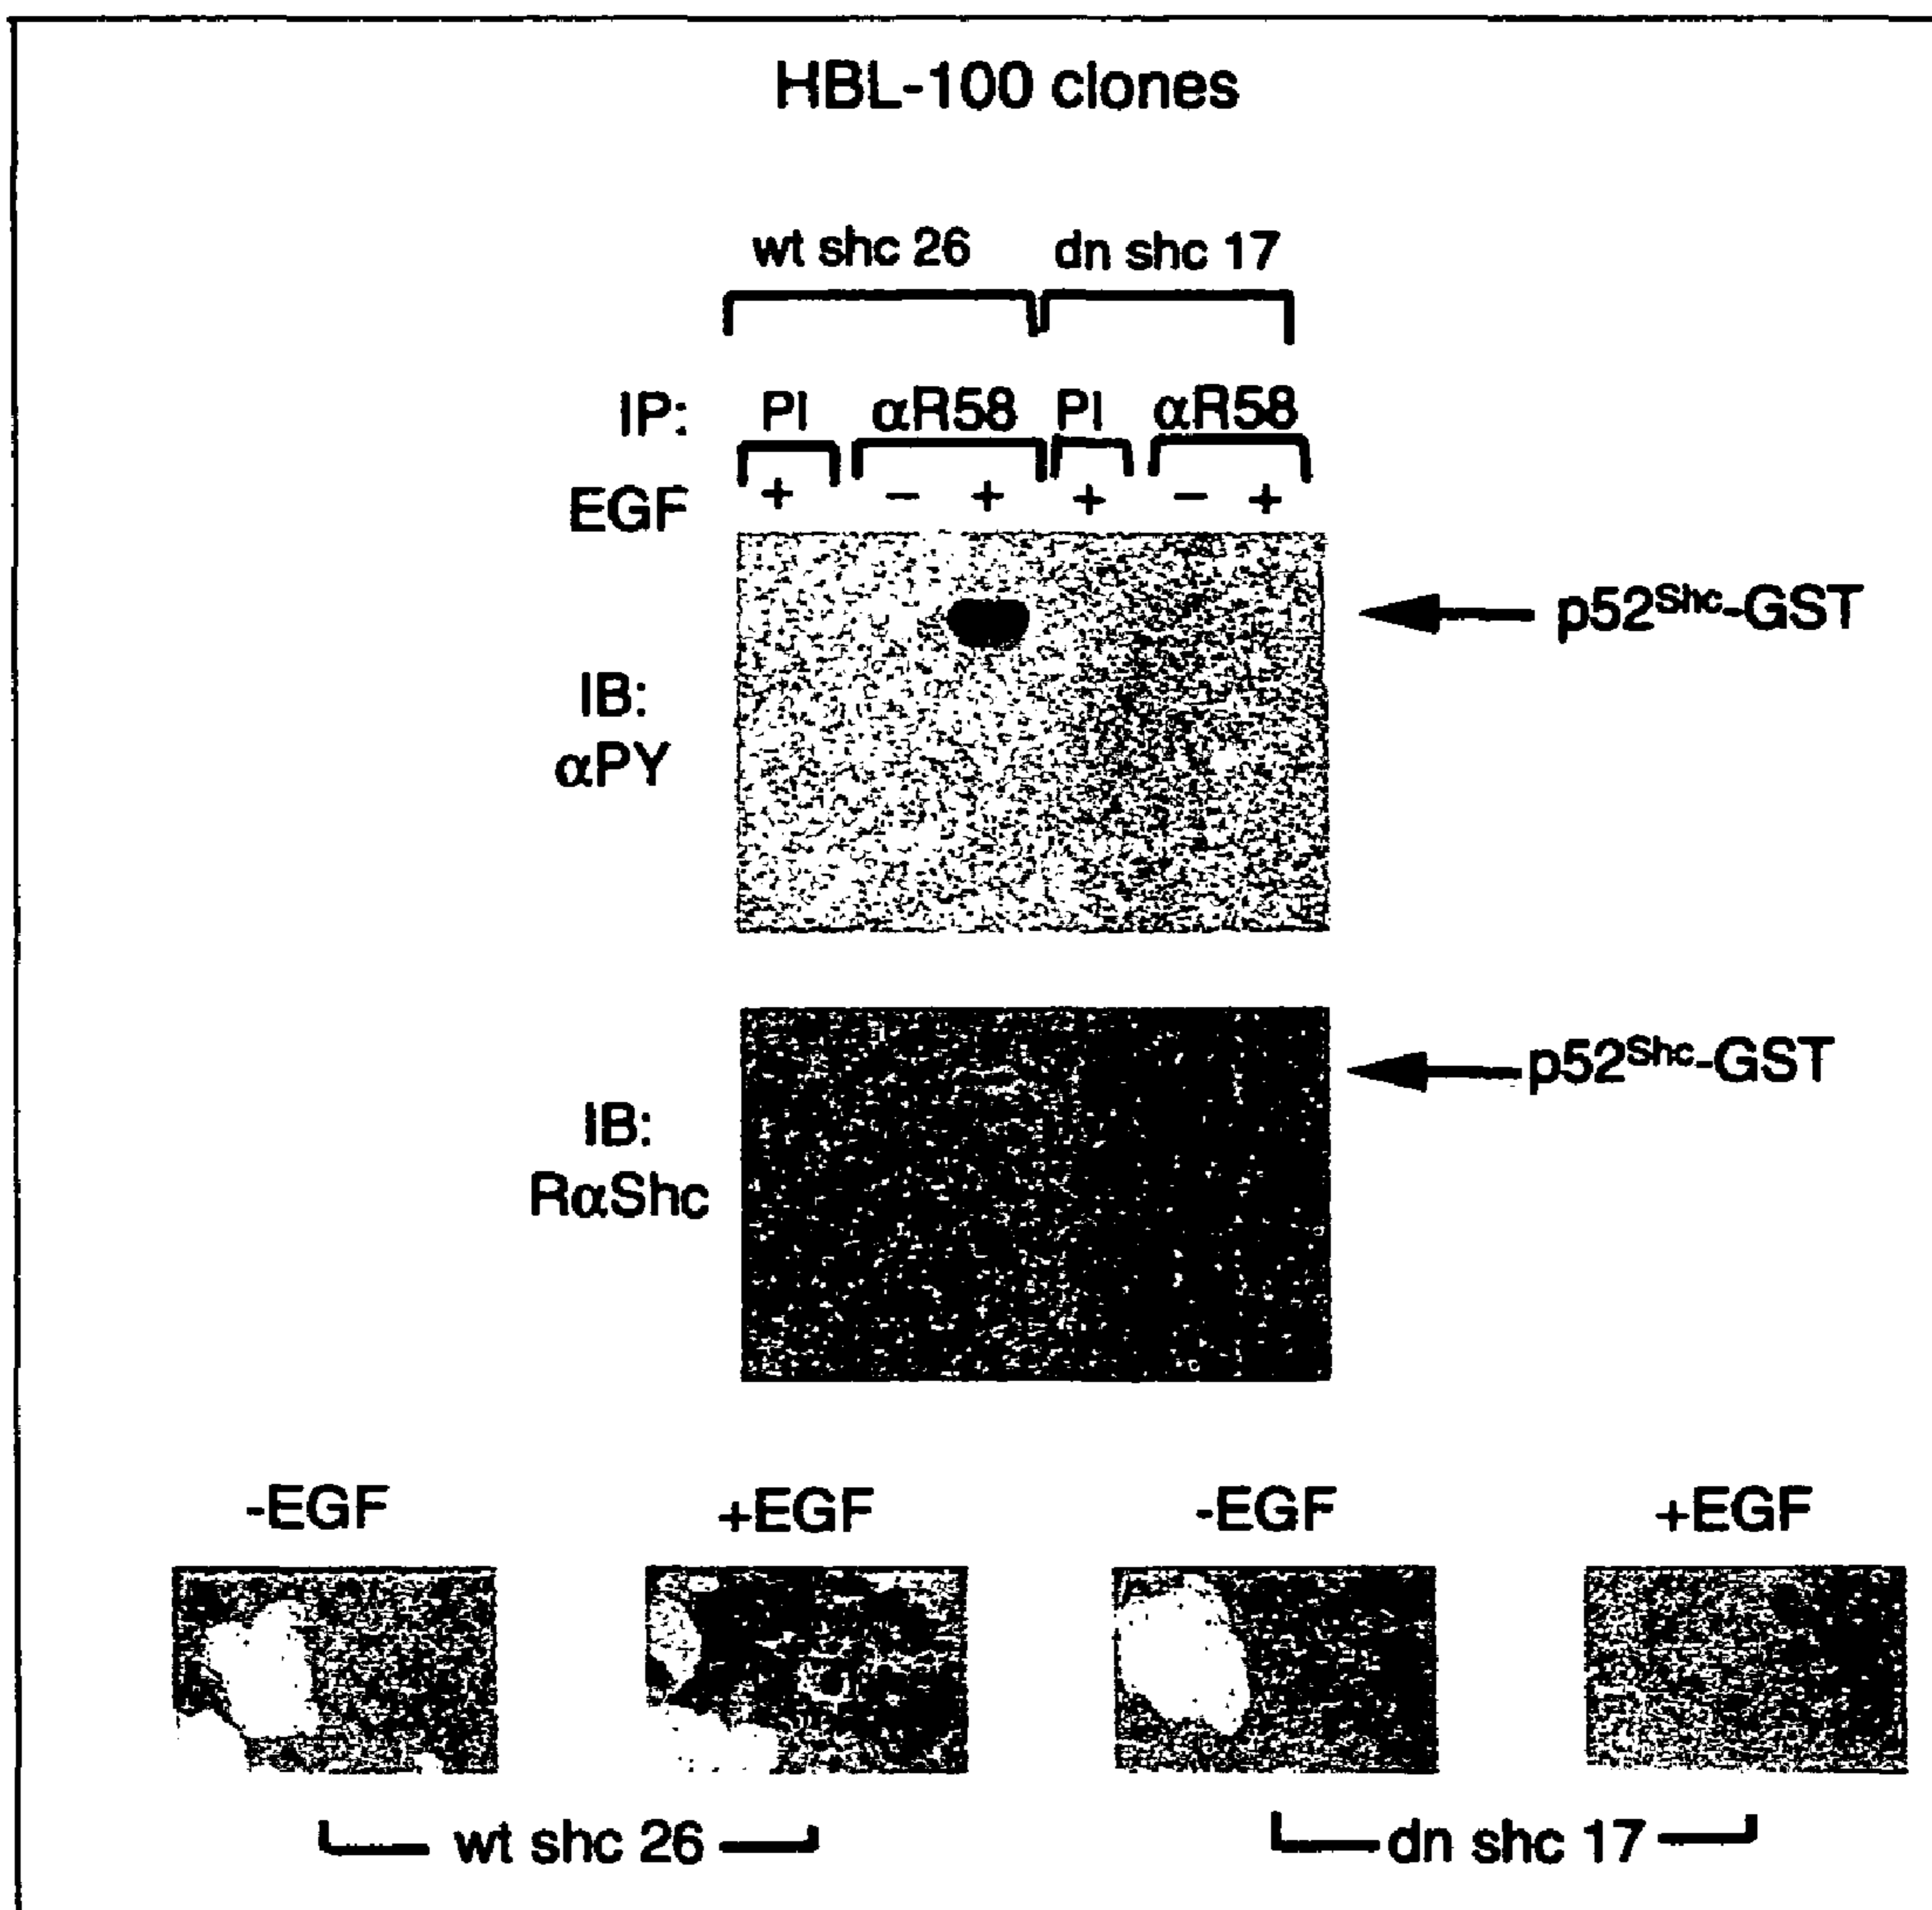 HBL-100 clones
wt shc 26 dn shc 17
IP: PI αR58 PI αR58
EGF + − + + − +
p52Shc-GST
IB:
αPY
p52Shc-GST
IB:
RαShc
-EGF +EGF -EGF +EGF
wt shc 26 dn shc 17